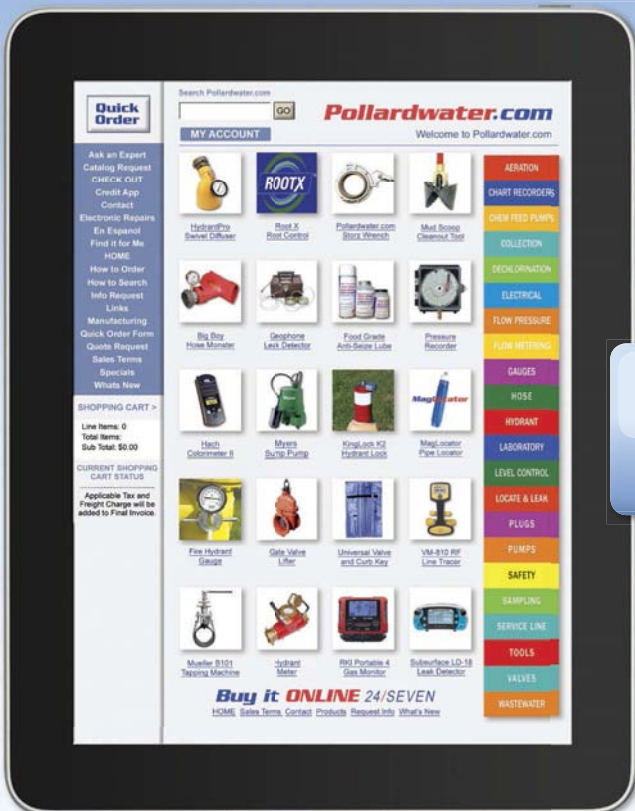 Quick
Order
Ask an Expert
Catalog Request
CHECK OUT
Credit App
Contact
Electronic Repairs
En Espanol
Find it for Me
HOME
How to Order
How to Search
Info Request
Links
Manufacturing
Quick Order Form
Quote Request
Sales Terms
Specials
Whats New
SHOPPING CART >
Line Items: 0
Total Items:
Sub Total: $0.00
CURRENT SHOPPING
CART STATUS
Applicable Tax and
Freight Charge will be
added to Final Invoice.
Search Pollardwater.com
GO
MY ACCOUNT
Pollardwater.com
Welcome to Pollardwater.com
ROOTX
HydrantPro
Swivel Diffuser
Root X
Root Control
Pollardwater.com
Storz Wrench
Mud Scoop
Cleanout Tool
Big Boy
Hose Monster
Geophone
Leak Detector
Food Grade
Anti-Seize Lube
Pressure
Recorder
MagLocator
Hach
Colorimeter II
Myers
Sump Pump
KingLock K2
Hydrant Lock
MagLocator
Pipe Locator
Fire Hydrant
Gauge
Gate Valve
Lifter
Universal Valve
and Curb Key
VM-810 RF
Line Tracer
Mueller B101
Tapping Machine
Hydrant
Meter
RKI Portable 4
Gas Monitor
Subsurface LD-18
Leak Detector
AERATION
CHART RECORDERS
CHEM FEED PUMPS
COLLECTION
DECHLORINATION
ELECTRICAL
FLOW PRESSURE
FLOW METERING
GAUGES
HOSE
HYDRANT
LABORATORY
LEVEL CONTROL
LOCATE & LEAK
PLUGS
PUMPS
SAFETY
SAMPLING
SERVICE LINE
TOOLS
VALVES
WASTEWATER
Buy it ONLINE 24/SEVEN
HOME Sales Terms Contact Products Request Info What's New